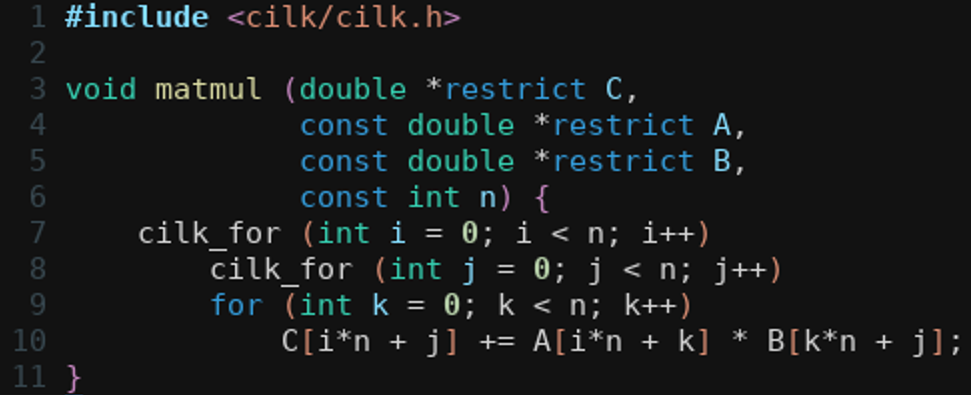 1 #include <cilk/cilk.h>
2
3 void matmul (double *restrict C,
4              const double *restrict A,
5              const double *restrict B,
6              const int n) {
7     cilk_for (int i = 0; i < n; i++)
8         cilk_for (int j = 0; j < n; j++)
9         for (int k = 0; k < n; k++)
10             C[i*n + j] += A[i*n + k] * B[k*n + j];
11 }